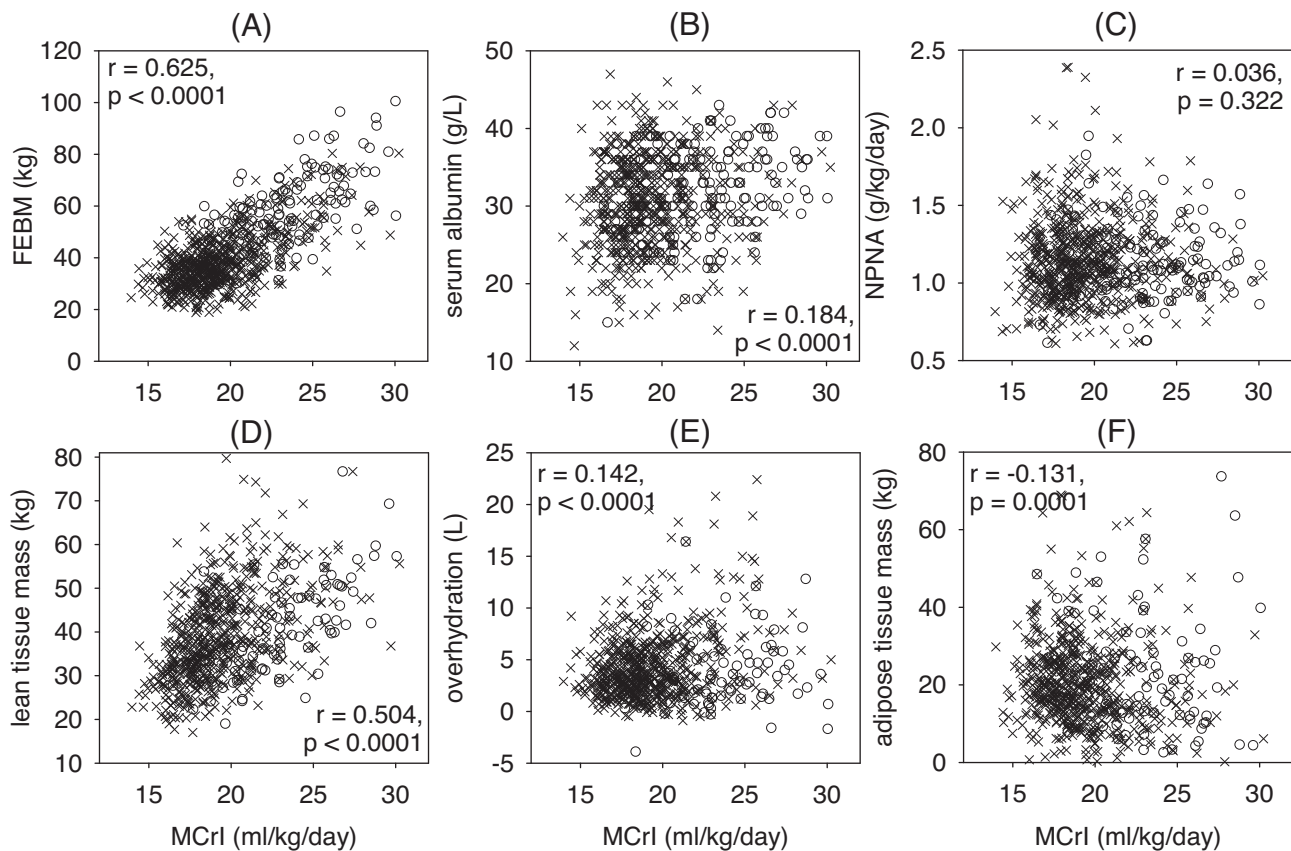 (A)
(B)
(C)
120
100
80
60
40
20
0
FEBM (kg)
r = 0.625,
p < 0.0001
15 20 25 30
50
40
30
20
10
serum albumin (g/L)
r = 0.184,
p < 0.0001
15 20 25 30
2.5
2.0
1.5
1.0
0.5
NPNA (g/kg/day)
r = 0.036,
p = 0.322
15 20 25 30
(D)
(E)
(F)
80
70
60
50
40
30
20
10
lean tissue mass (kg)
r = 0.504,
p < 0.0001
15 20 25 30
MCrI (ml/kg/day)
25
20
15
10
5
0
-5
overhydration (L)
r = 0.142,
p < 0.0001
15 20 25 30
MCrI (ml/kg/day)
80
60
40
20
0
adipose tissue mass (kg)
r = -0.131,
p = 0.0001
15 20 25 30
MCrI (ml/kg/day)